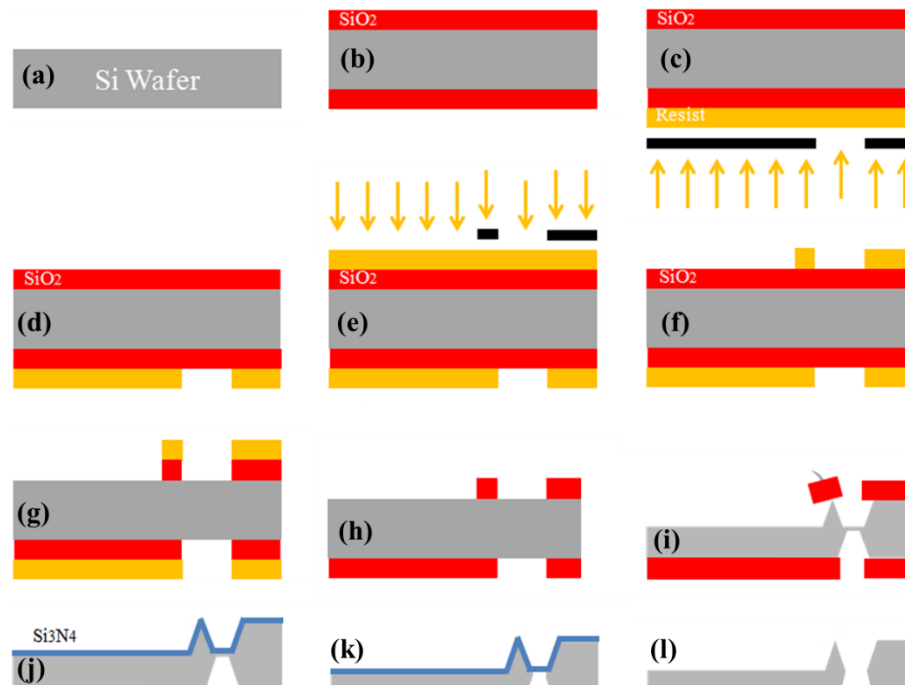 (a) Si Wafer
SiO2
(b)
SiO2
(c)
Resist
SiO2
(d)
(e)
SiO2
SiO2
(f)
(g)
(h)
(i)
Si3N4
(j)
(k)
(l)